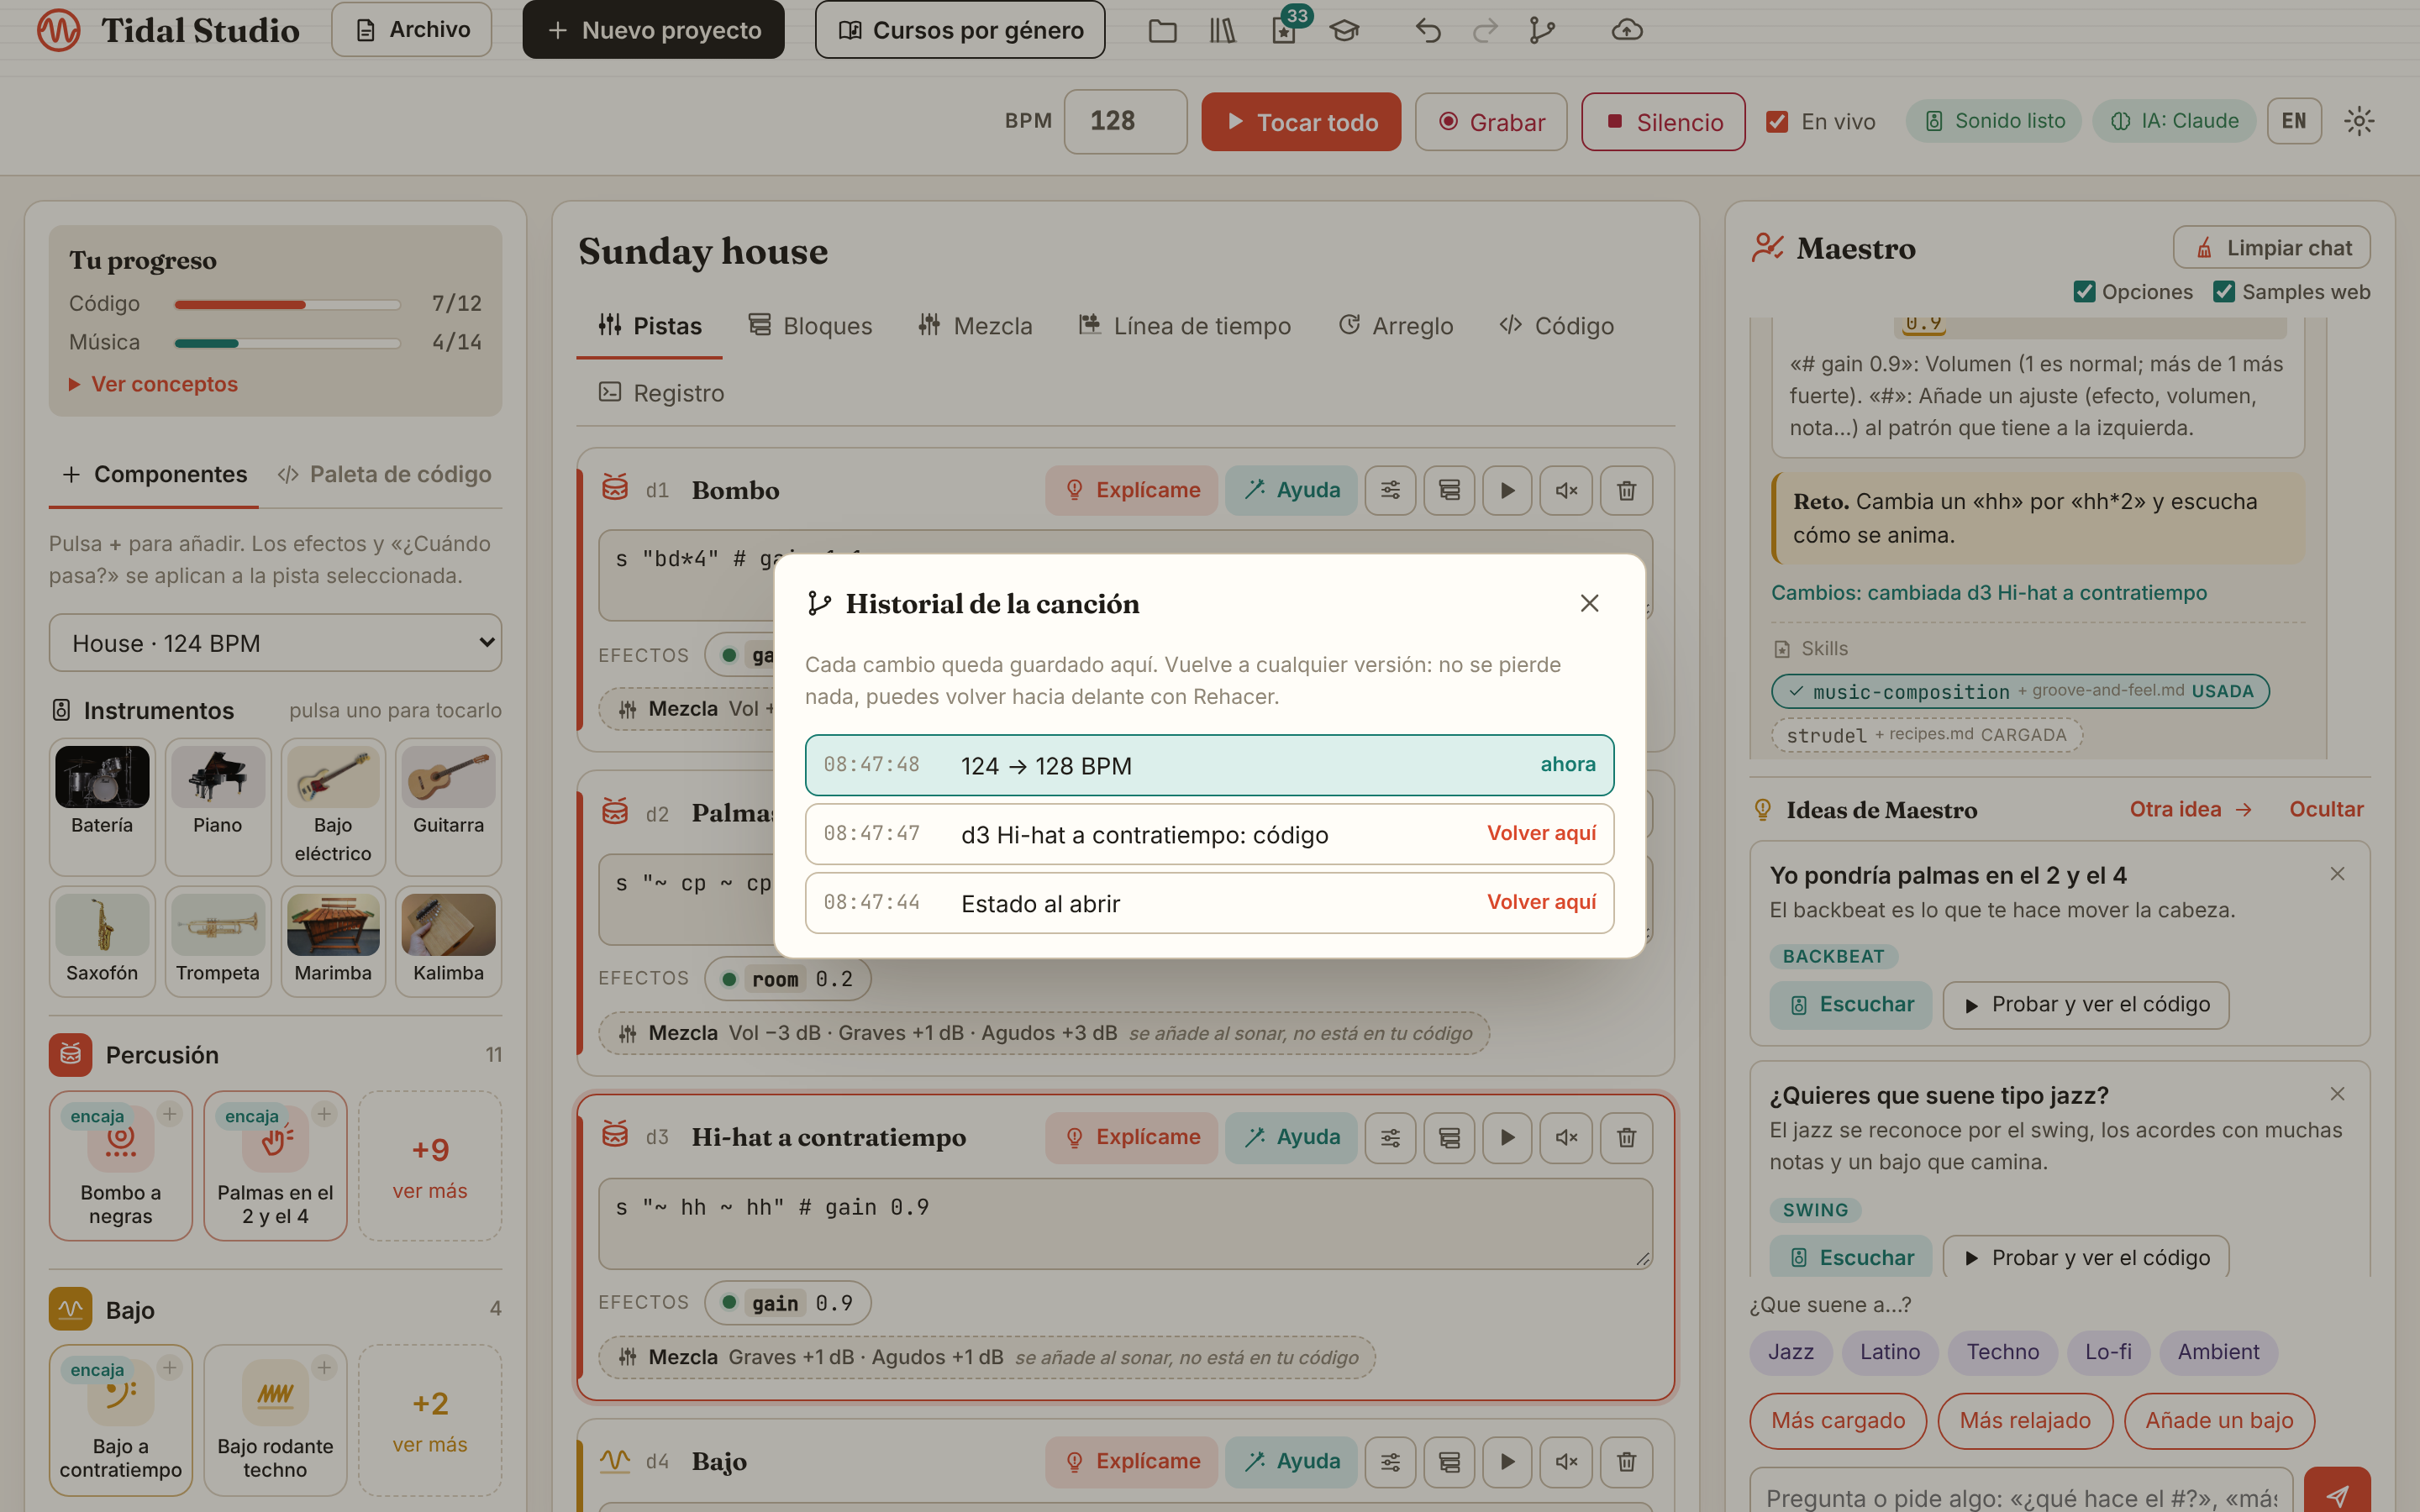 Tidal Studio
Archivo
Nuevo proyecto
Cursos por género
33
BPM
128
Tocar todo
Grabar
Silencio
En vivo
Sonido listo
IA: Claude
EN
Tu progreso
Código
7/12
Música
4/14
Ver conceptos
Componentes
Paleta de código
Pulsa + para añadir. Los efectos y «¿Cuándo
pasa?» se aplican a la pista seleccionada.
House · 124 BPM
Instrumentos
pulsa uno para tocarlo
Batería
Piano
Bajo
eléctrico
Guitarra
Saxofón
Trompeta
Marimba
Kalimba
Percusión
11
encaja
Bombo a
negras
encaja
Palmas en el
2 y el 4
+9
ver más
Bajo
4
encaja
Bajo a
contratiempo
Bajo rodante
techno
+2
ver más
Sunday house
Pistas
Bloques
Mezcla
Línea de tiempo
Arreglo
Código
Registro
d1
Bombo
Explícame
Ayuda
s "bd*4" #
EFECTOS
Mezcla Vol
d2
s "~ cp ~ cp
EFECTOS
room 0.2
Mezcla Vol −3 dB · Graves +1 dB · Agudos +3 dB se añade al sonar, no está en tu código
d3
Hi-hat a contratiempo
Explícame
Ayuda
s "~ hh ~ hh" # gain 0.9
EFECTOS
gain 0.9
Mezcla Graves +1 dB · Agudos +1 dB se añade al sonar, no está en tu código
d4
Bajo
Explícame
Ayuda
Historial de la canción
Cada cambio queda guardado aquí. Vuelve a cualquier versión: no se pierde
nada, puedes volver hacia delante con Rehacer.
08:47:48
124 → 128 BPM
ahora
08:47:47
d3 Hi-hat a contratiempo: código
Volver aquí
08:47:44
Estado al abrir
Volver aquí
Maestro
Limpiar chat
Opciones
Samples web
0.9
«# gain 0.9»: Volumen (1 es normal; más de 1 más
fuerte). «#»: Añade un ajuste (efecto, volumen,
nota…) al patrón que tiene a la izquierda.
Reto. Cambia un «hh» por «hh*2» y escucha
cómo se anima.
Cambios: cambiada d3 Hi-hat a contratiempo
Skills
music-composition + groove-and-feel.md USADA
strudel + recipes.md CARGADA
Ideas de Maestro
Otra idea →
Ocultar
Yo pondría palmas en el 2 y el 4
El backbeat es lo que te hace mover la cabeza.
BACKBEAT
Escuchar
Probar y ver el código
¿Quieres que suene tipo jazz?
El jazz se reconoce por el swing, los acordes con muchas
notas y un bajo que camina.
SWING
Escuchar
Probar y ver el código
¿Que suene a…?
Jazz
Latino
Techno
Lo-fi
Ambient
Más cargado
Más relajado
Añade un bajo
Pregunta o pide algo: «¿qué hace el #?», «más